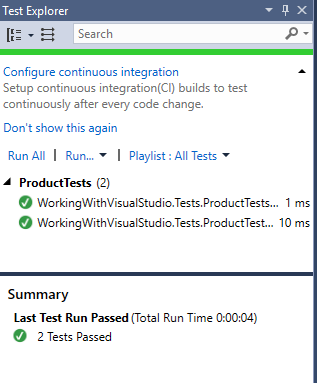 Test Explorer
Search
Configure continuous integration
Setup continuous integration(CI) builds to test
continuously after every code change.
Don't show this again
Run All | Run... | Playlist : All Tests
ProductTests (2)
WorkingWithVisualStudio.Tests.ProductTests... 1 ms
WorkingWithVisualStudio.Tests.ProductTest... 10 ms
Summary
Last Test Run Passed (Total Run Time 0:00:04)
2 Tests Passed